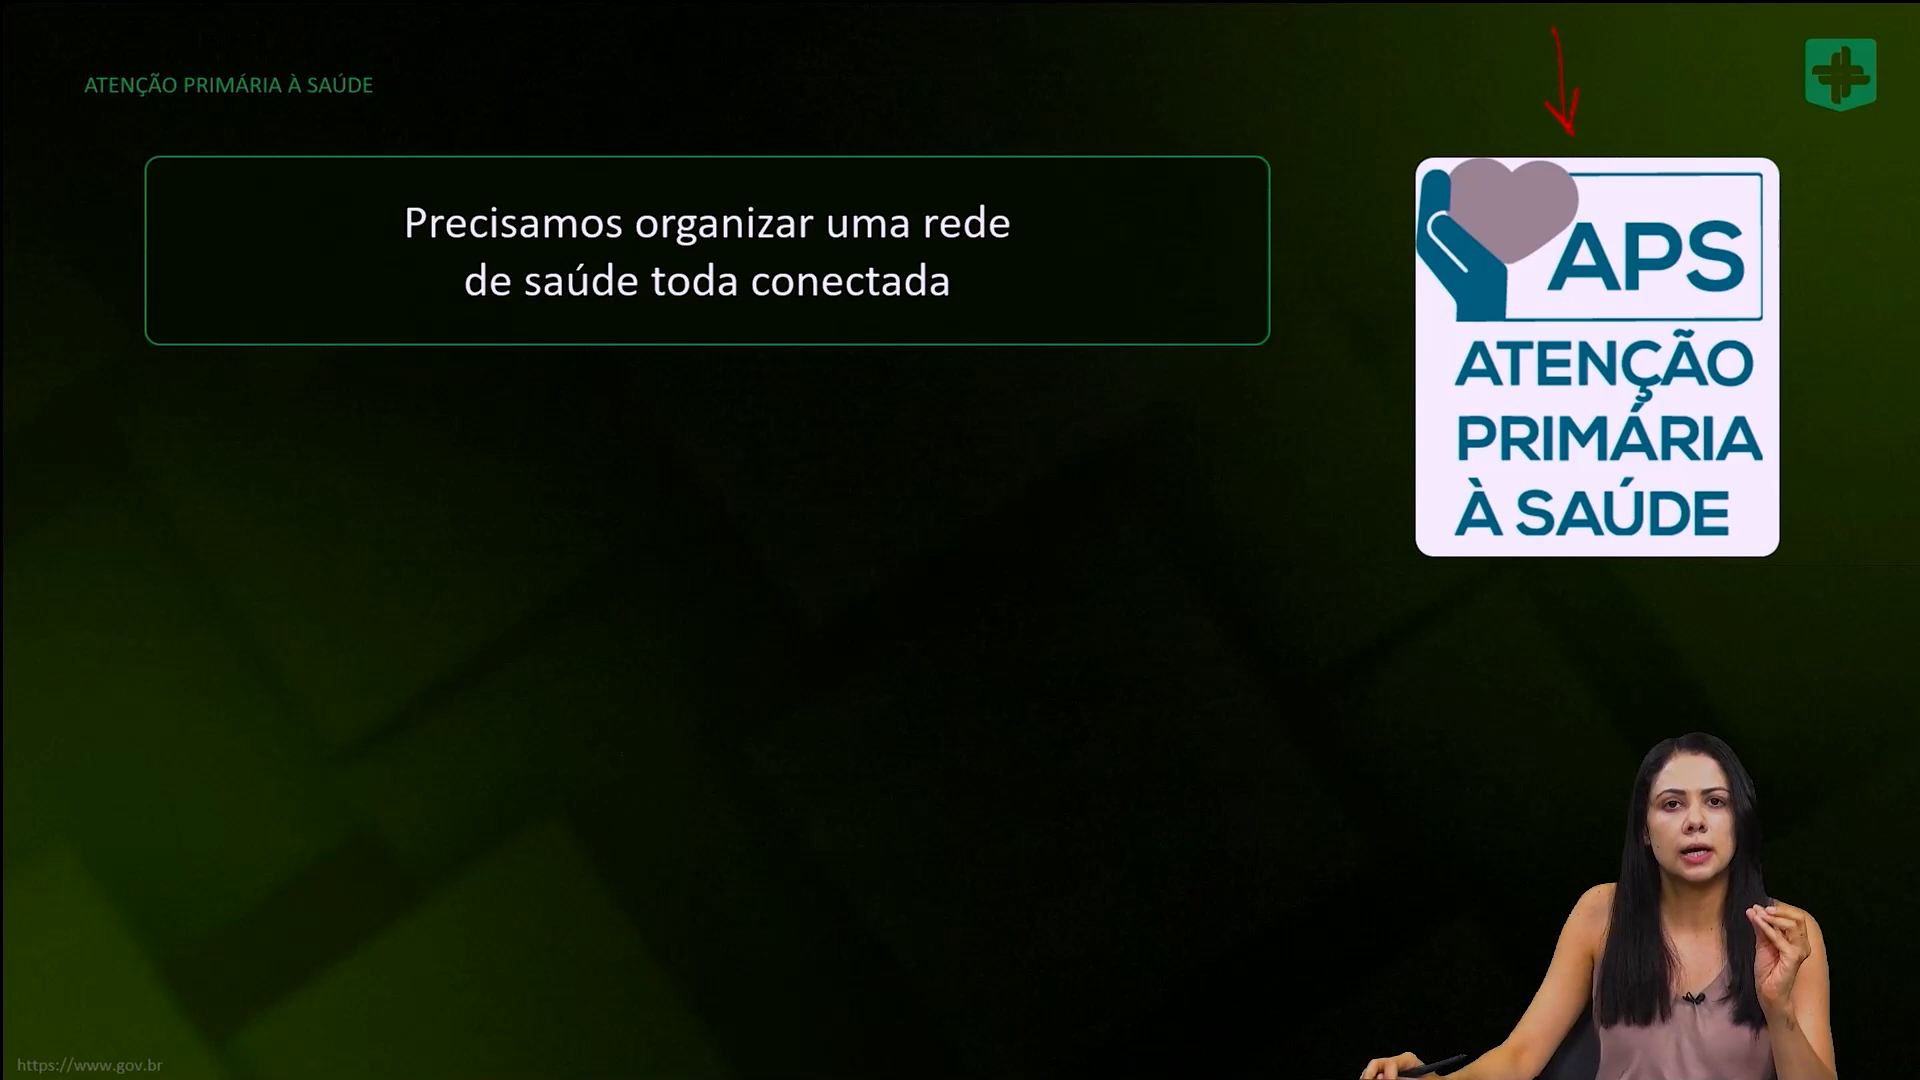 ATENÇÃO PRIMÁRIA À SAÚDE
Precisamos organizar uma rede
de saúde toda conectada
APS
ATENÇÃO
PRIMÁRIA
À SAÚDE
https://www.gov.br